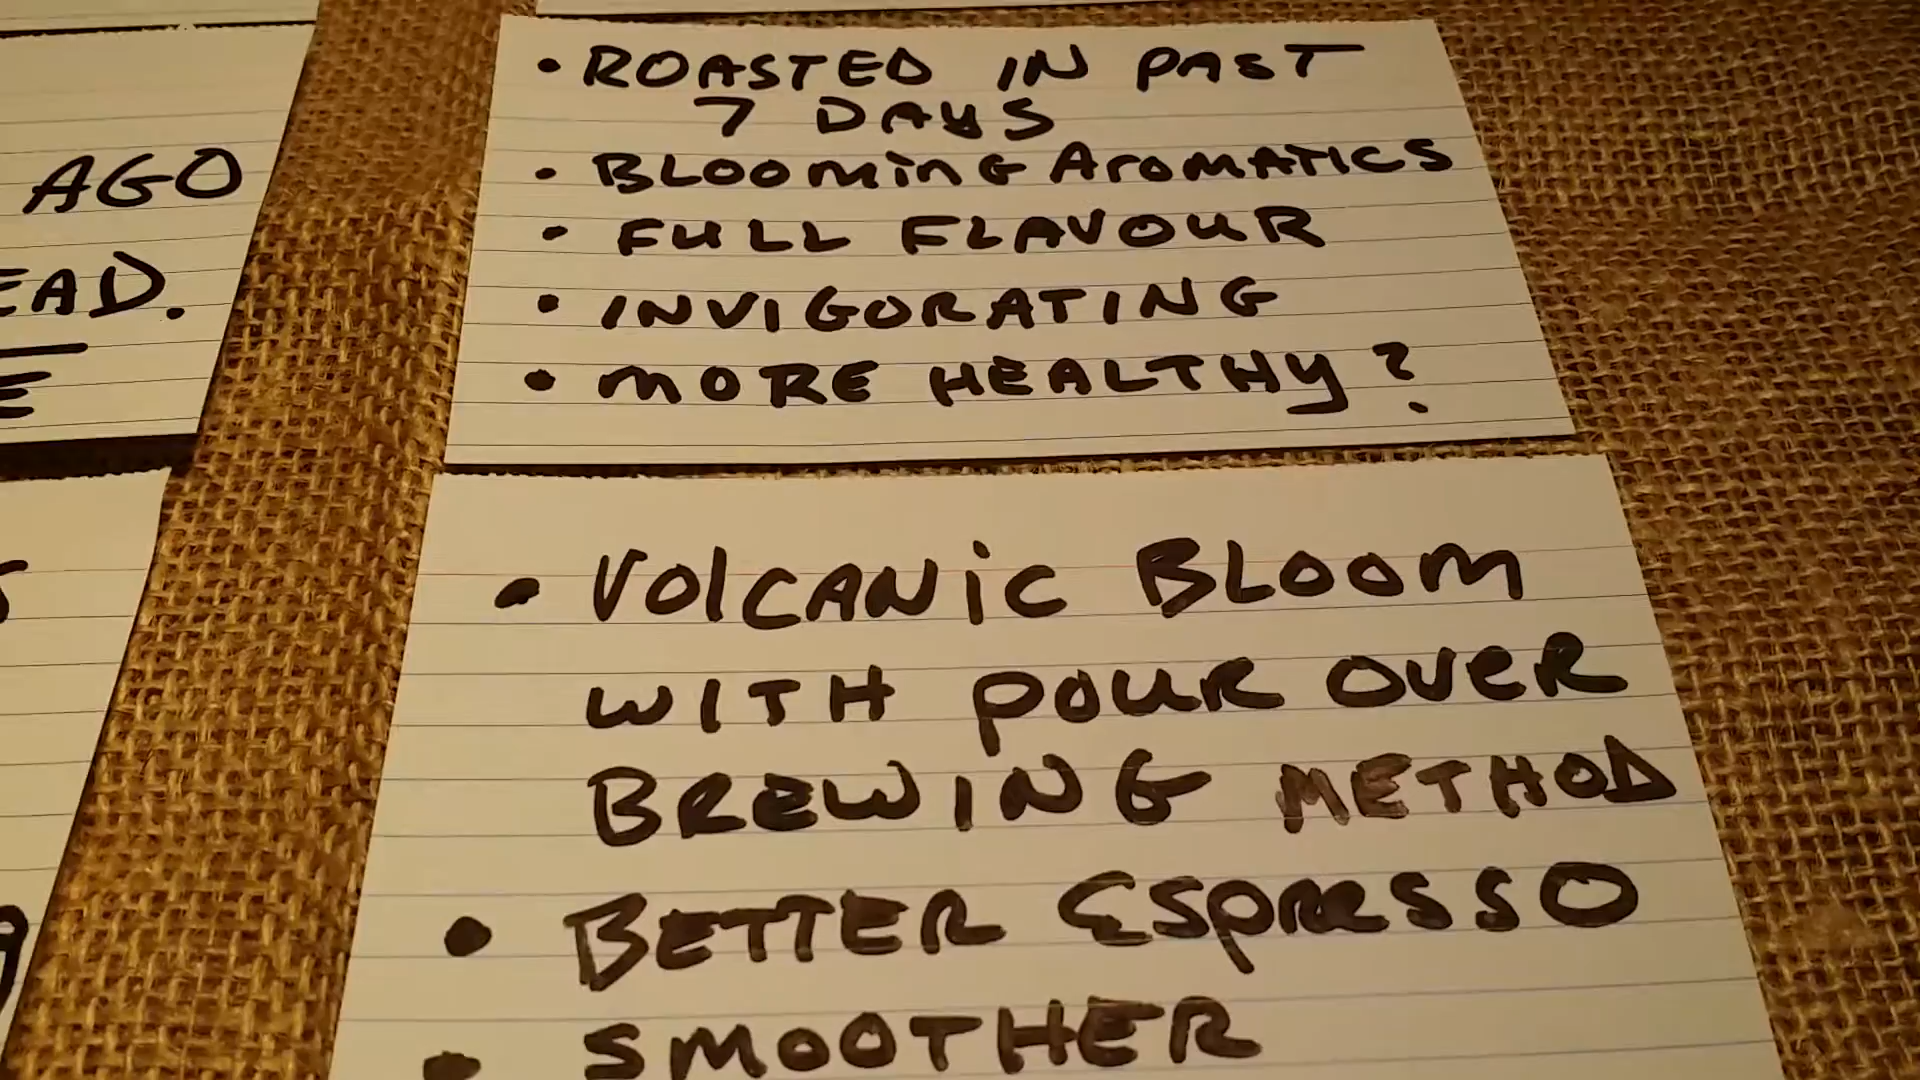 AGO
• ROASTED IN PAST
7 DAYS
• BLOOMiNG AroMATICS
• FULL FLAVOUR
• INVIGORATING
• MORE HEALTHY?
• VOLCANiC BLOOM
WITH POUR OVER
BREWING METHOD
• BETTER ESPRESSO
• SMOOTHER